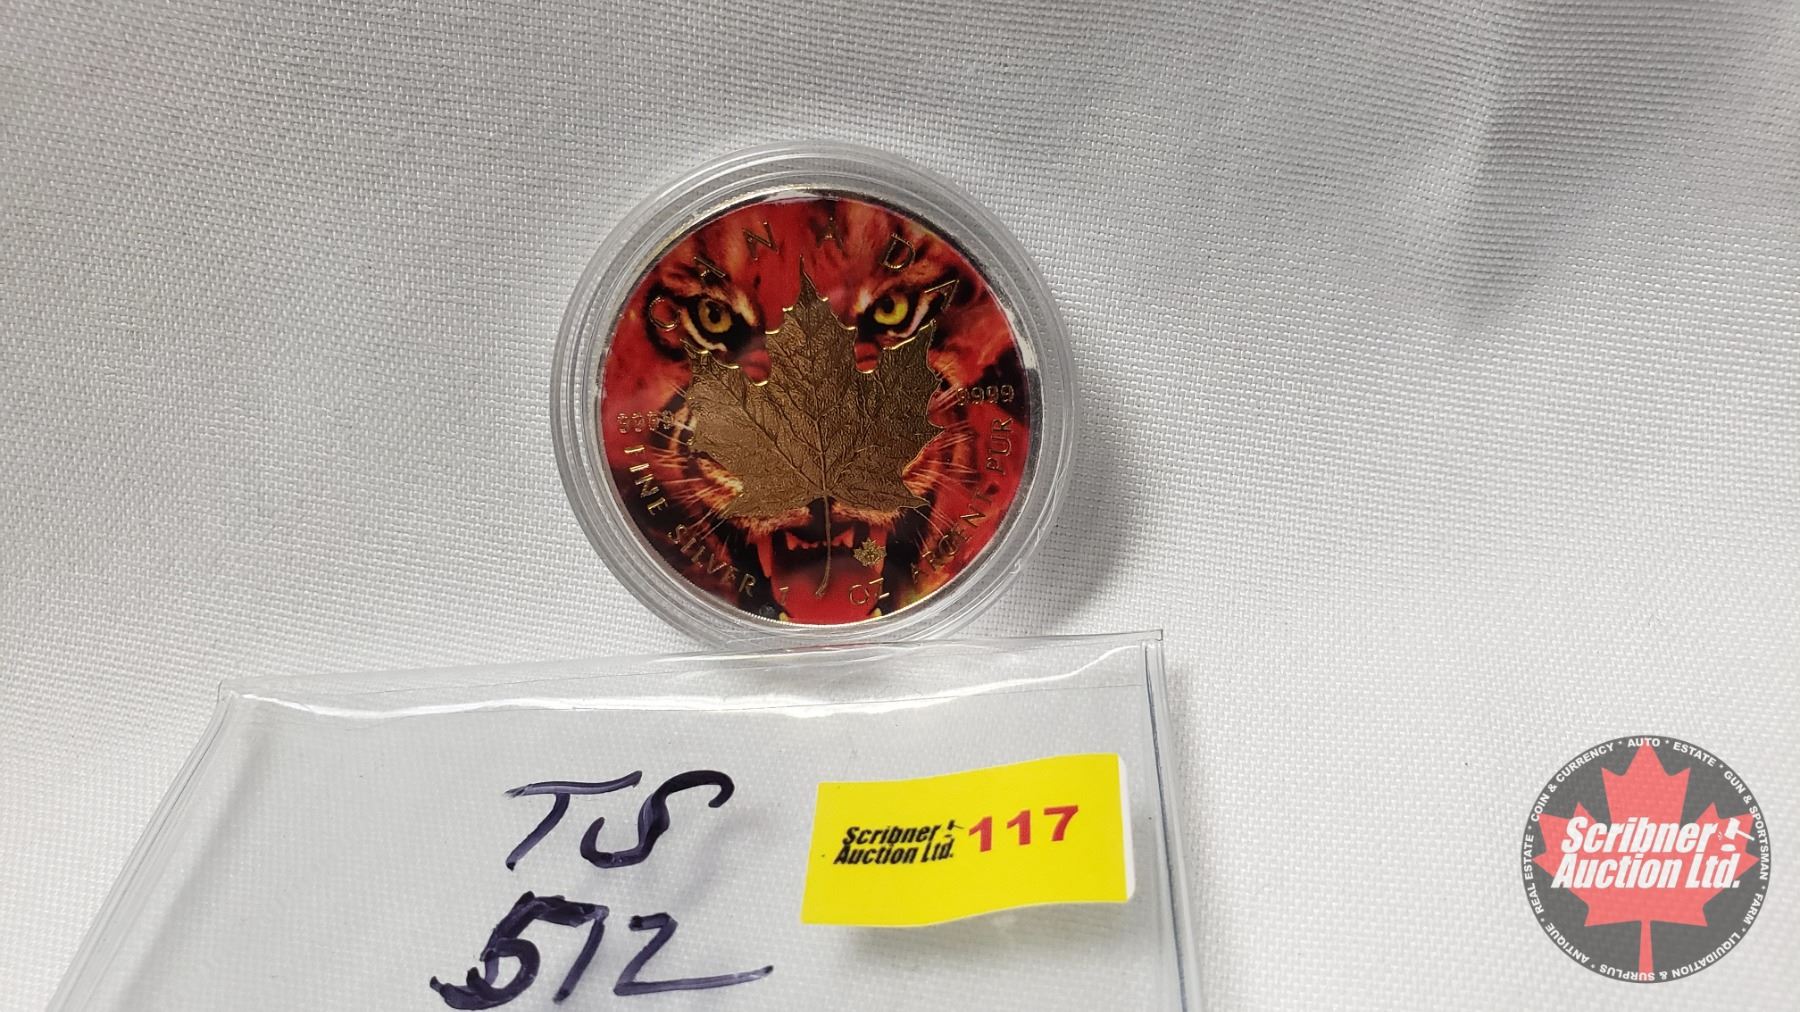 CANADA
9999 9999
FINE SILVER 1 OZ ARGENT PUR
TS
572
Scribner
Auction Ltd.
117
COIN & CURRENCY * AUTO * ESTATE * GUN & SPORTSMAN * FARM * LIQUIDATION & SURPLUS * ANTIQUE * REAL ESTATE *
Scribner
Auction Ltd.